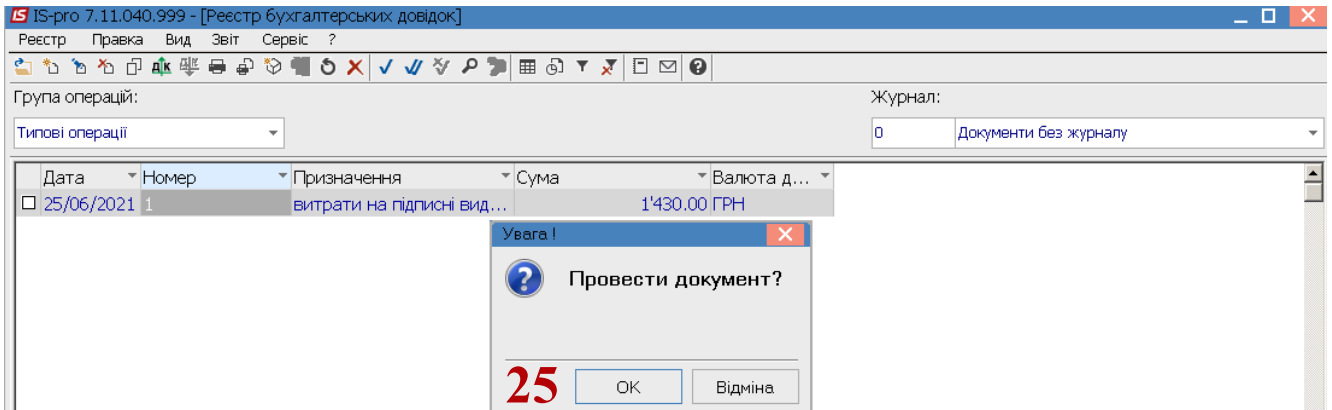 IS-pro 7.11.040.999 - [Реєстр бухгалтерських довідок]
Реєстр Правка Вид Звіт Сервіс ?
Група операцій: Журнал:
Типові операції 0 Документи без журналу
Дата Номер Призначення Сума Валюта д...
25/06/2021 1 витрати на підписні вид... 1'430.00 ГРН
Увага !
Провести документ?
25 OK Відміна